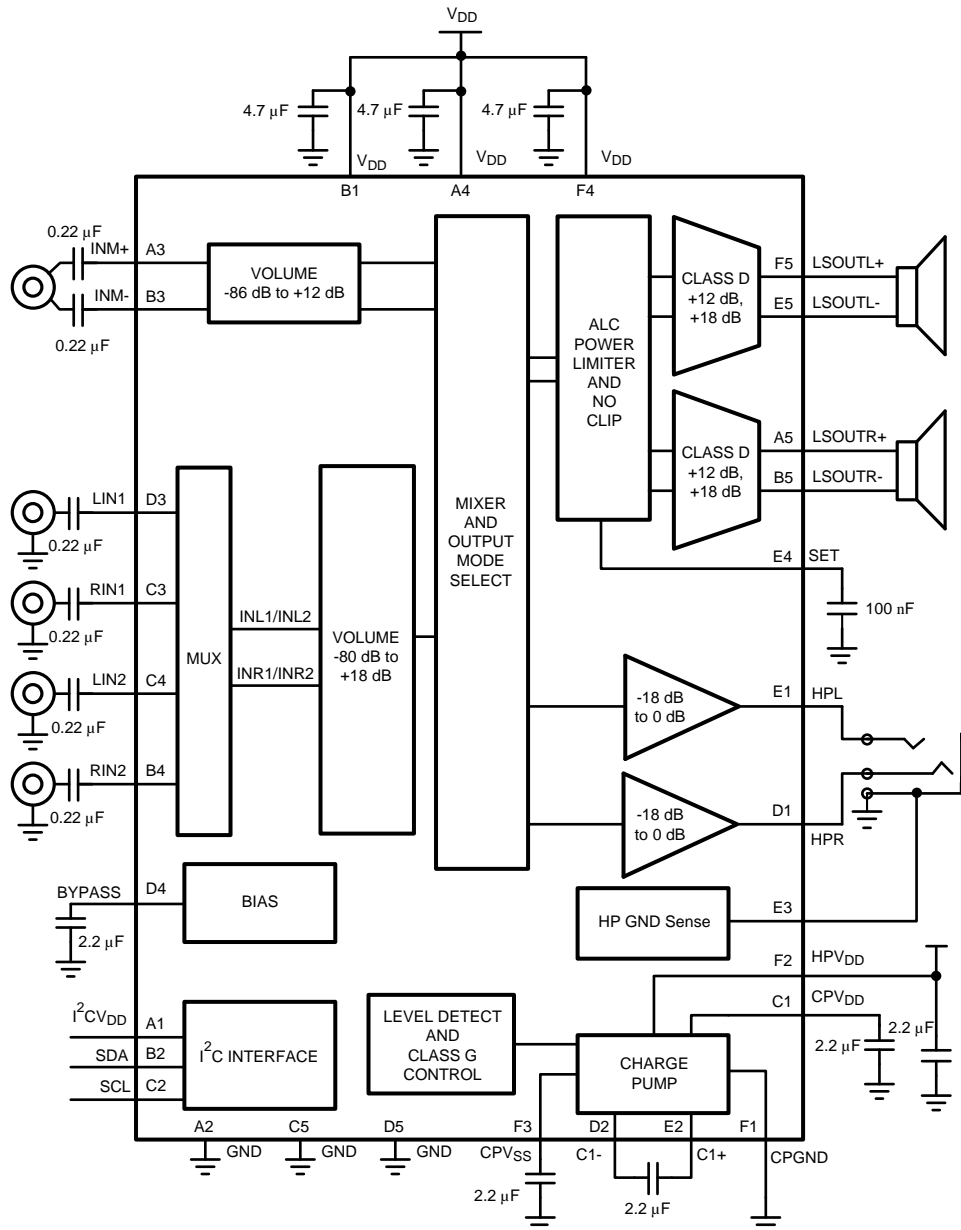 VDD
4.7 µF
4.7 µF
4.7 µF
VDD
VDD
VDD
B1
A4
F4
0.22 µF
INM+
A3
INM-
B3
0.22 µF
VOLUME
-86 dB to +12 dB
MIXER
AND
OUTPUT
MODE
SELECT
ALC
POWER
LIMITER
AND
NO
CLIP
CLASS D
+12 dB,
+18 dB
F5
LSOUTL+
E5
LSOUTL-
CLASS D
+12 dB,
+18 dB
A5
LSOUTR+
B5
LSOUTR-
E4
SET
100 nF
LIN1
D3
0.22 µF
RIN1
C3
0.22 µF
LIN2
C4
0.22 µF
RIN2
B4
0.22 µF
MUX
INL1/INL2
INR1/INR2
VOLUME
-80 dB to
+18 dB
-18 dB
to 0 dB
E1
HPL
-18 dB
to 0 dB
D1
HPR
BYPASS
D4
2.2 µF
BIAS
HP GND Sense
E3
F2
HPVDD
C1
CPVDD
2.2 µF
2.2 µF
I²CVDD
A1
SDA
B2
SCL
C2
I²C INTERFACE
LEVEL DETECT
AND
CLASS G
CONTROL
CHARGE
PUMP
A2
GND
C5
GND
D5
GND
F3
CPVSS
2.2 µF
D2
C1-
E2
C1+
2.2 µF
F1
CPGND